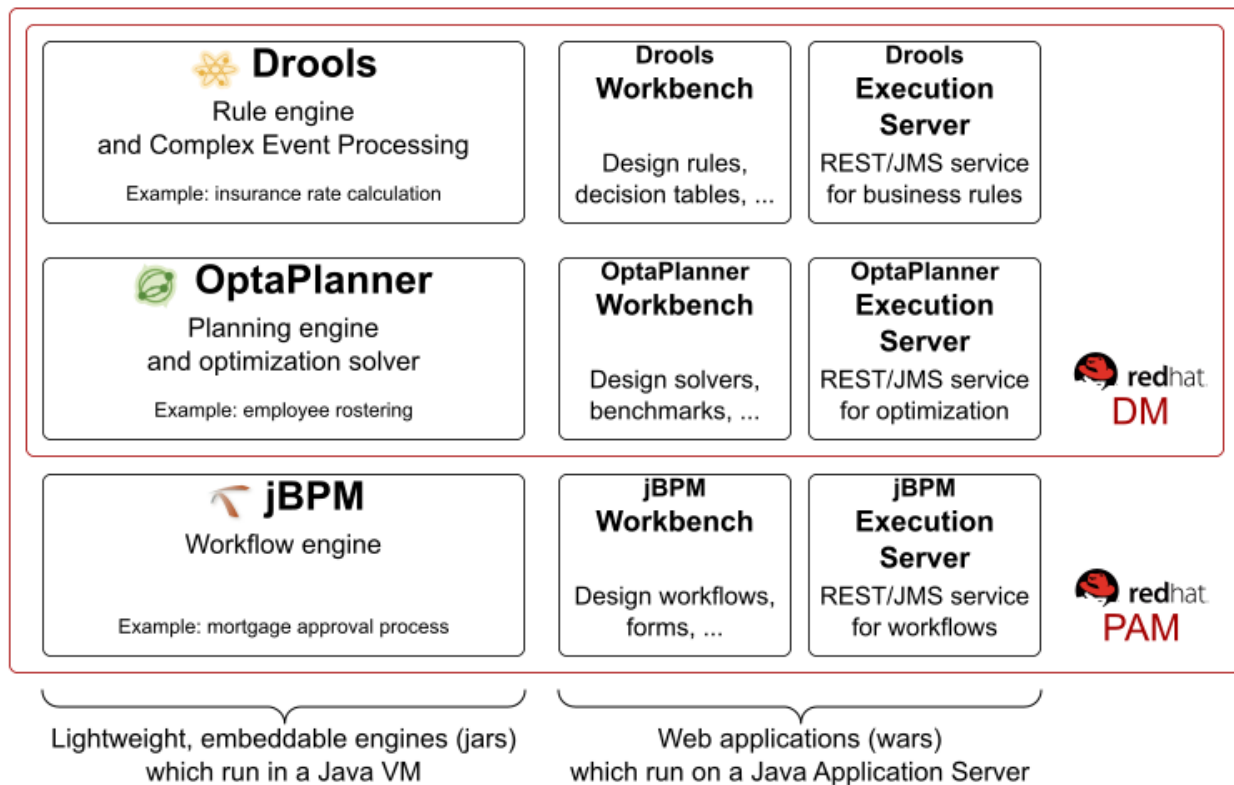 Drools
Rule engine
and Complex Event Processing
Example: insurance rate calculation
Drools
Workbench
Design rules,
decision tables, ...
Drools
Execution
Server
REST/JMS service
for business rules
OptaPlanner
Planning engine
and optimization solver
Example: employee rostering
OptaPlanner
Workbench
Design solvers,
benchmarks, ...
OptaPlanner
Execution
Server
REST/JMS service
for optimization
redhat.
DM
jBPM
Workflow engine
Example: mortgage approval process
jBPM
Workbench
Design workflows,
forms, ...
jBPM
Execution
Server
REST/JMS service
for workflows
redhat.
PAM
Lightweight, embeddable engines (jars)
which run in a Java VM
Web applications (wars)
which run on a Java Application Server